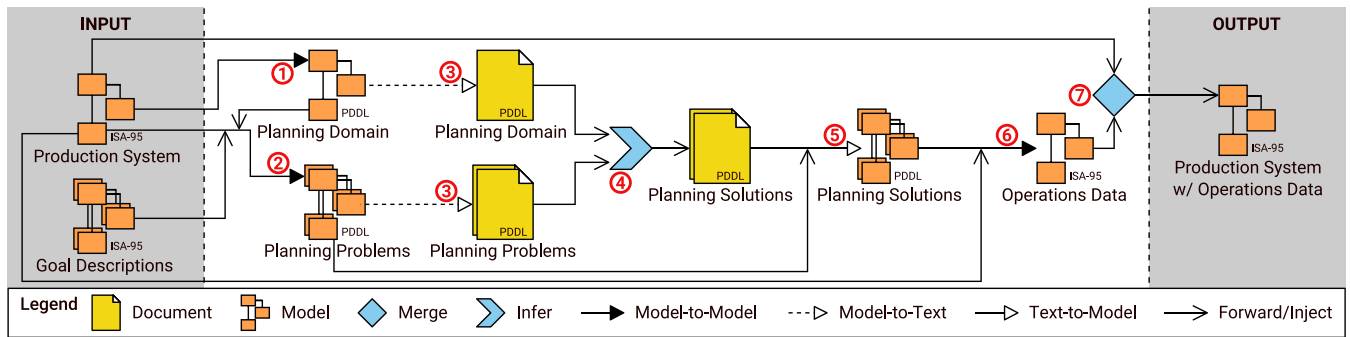 INPUT
OUTPUT
ISA-95
Production System
ISA-95
Goal Descriptions
1
PDDL
Planning Domain
3
PDDL
Planning Domain
2
PDDL
Planning Problems
3
PDDL
Planning Problems
4
PDDL
Planning Solutions
5
PDDL
Planning Solutions
6
ISA-95
Operations Data
7
ISA-95
Production System
w/ Operations Data
Legend
Document
Model
Merge
Infer
Model-to-Model
Model-to-Text
Text-to-Model
Forward/Inject